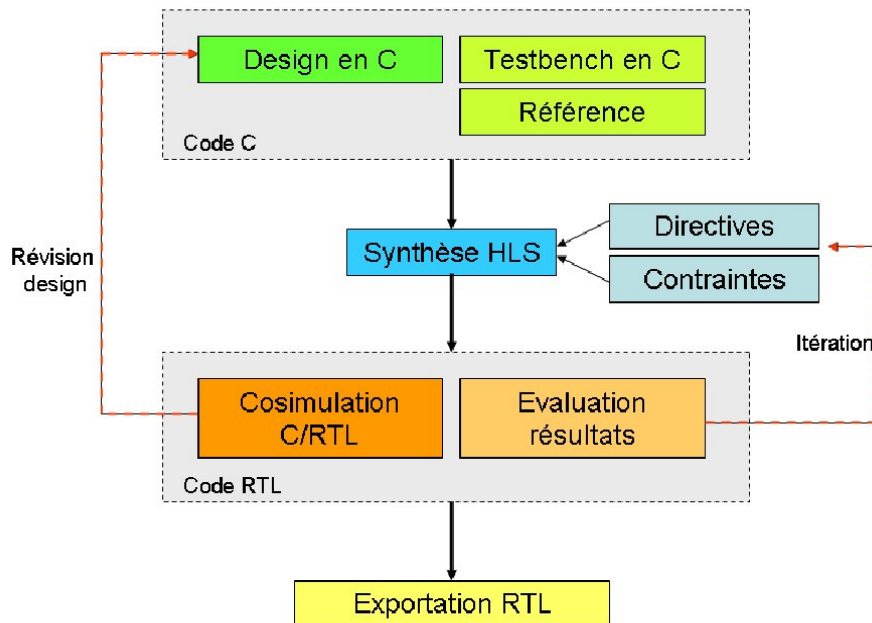 Design en C
Testbench en C
Référence
Code C
Synthèse HLS
Directives
Contraintes
Révision
design
Itération
Cosimulation
C/RTL
Evaluation
résultats
Code RTL
Exportation RTL